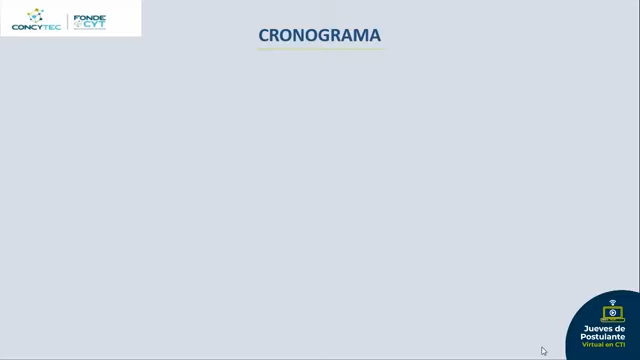 CONCYTEC
FONDE
CYT
CRONOGRAMA
Jueves de
Postulante
Virtual en CTI